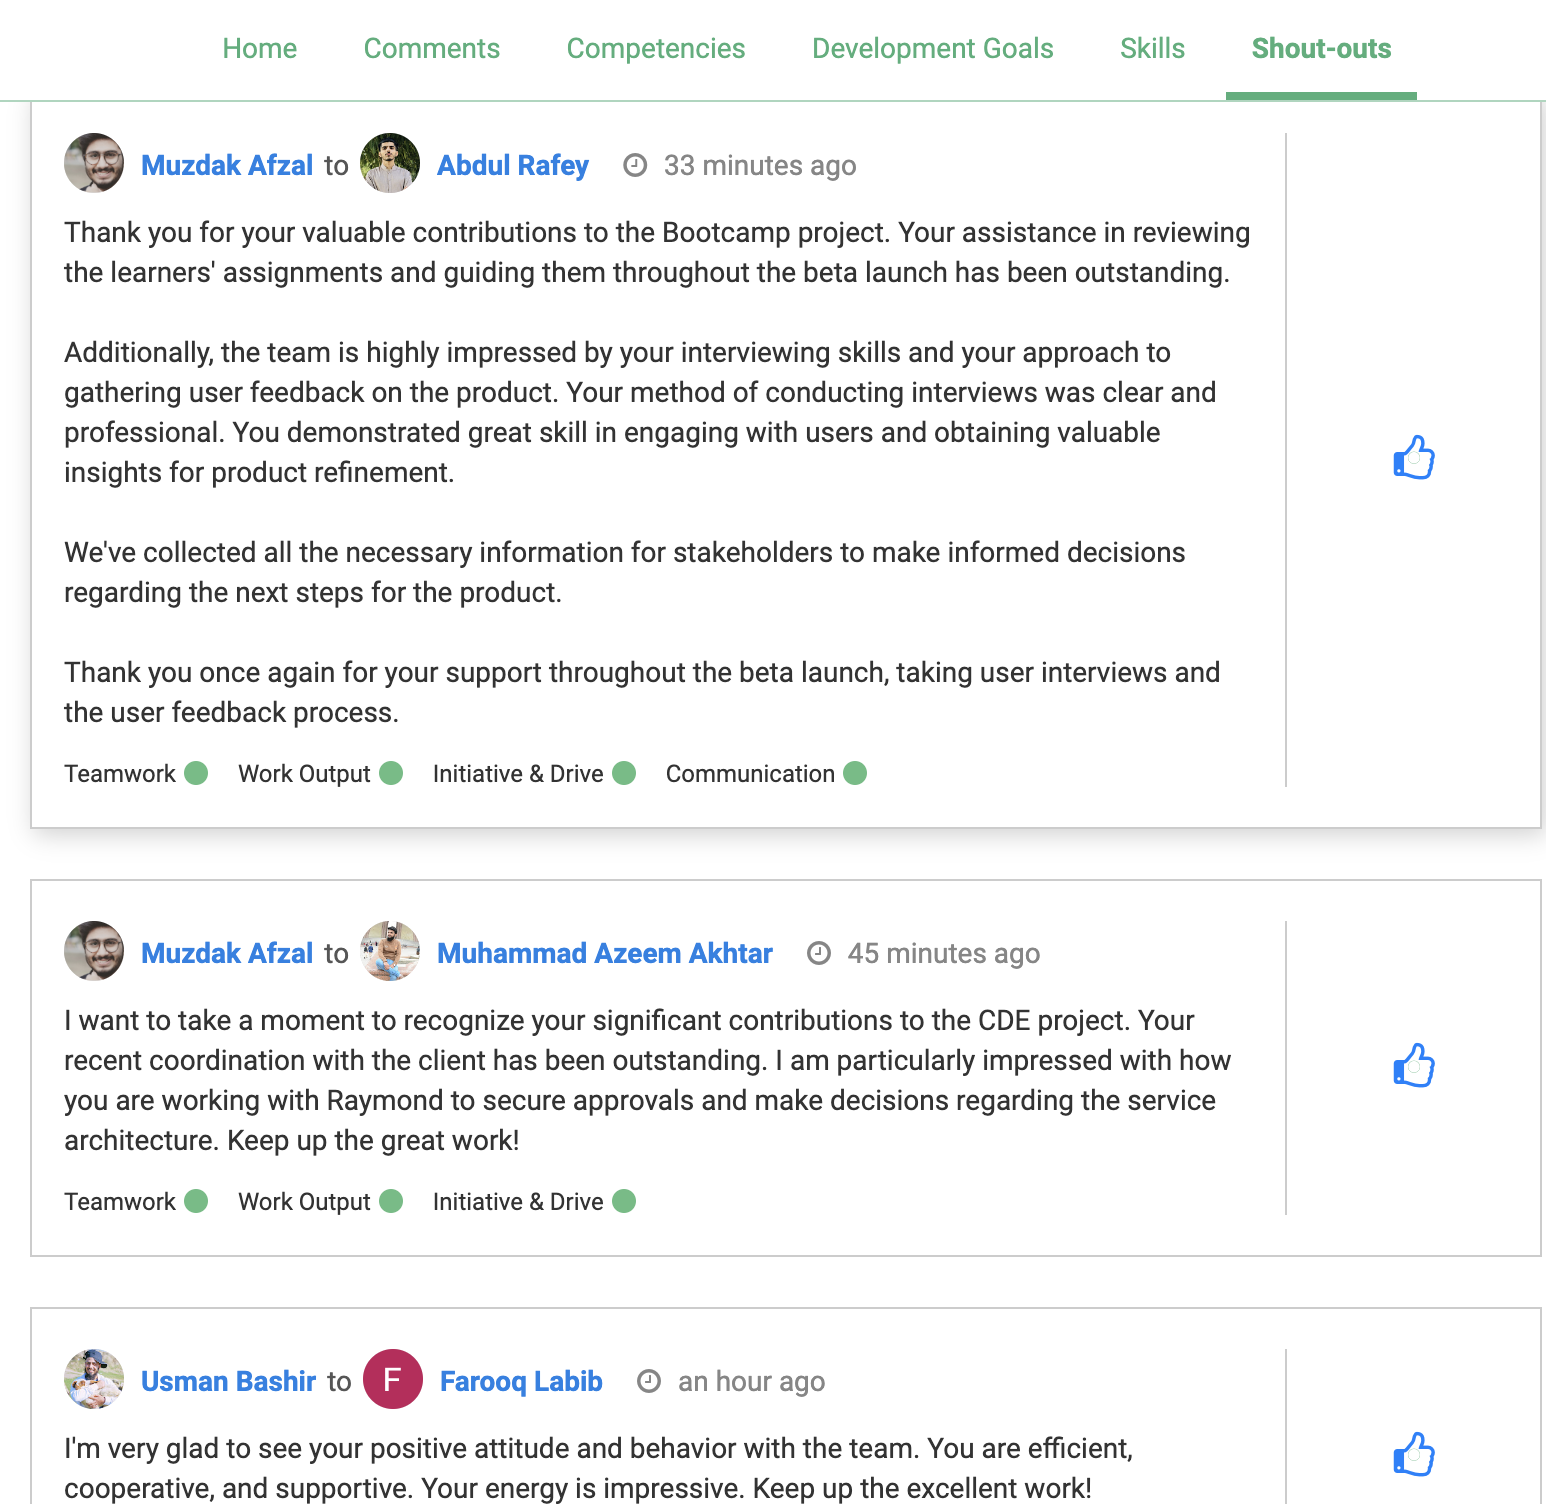 Home Comments Competencies Development Goals Skills Shout-outs
Muzdak Afzal to Abdul Rafey 33 minutes ago
Thank you for your valuable contributions to the Bootcamp project. Your assistance in reviewing
the learners' assignments and guiding them throughout the beta launch has been outstanding.
Additionally, the team is highly impressed by your interviewing skills and your approach to
gathering user feedback on the product. Your method of conducting interviews was clear and
professional. You demonstrated great skill in engaging with users and obtaining valuable
insights for product refinement.
We've collected all the necessary information for stakeholders to make informed decisions
regarding the next steps for the product.
Thank you once again for your support throughout the beta launch, taking user interviews and
the user feedback process.
Teamwork Work Output Initiative & Drive Communication
Muzdak Afzal to Muhammad Azeem Akhtar 45 minutes ago
I want to take a moment to recognize your significant contributions to the CDE project. Your
recent coordination with the client has been outstanding. I am particularly impressed with how
you are working with Raymond to secure approvals and make decisions regarding the service
architecture. Keep up the great work!
Teamwork Work Output Initiative & Drive
Usman Bashir to F Farooq Labib an hour ago
I'm very glad to see your positive attitude and behavior with the team. You are efficient,
cooperative, and supportive. Your energy is impressive. Keep up the excellent work!